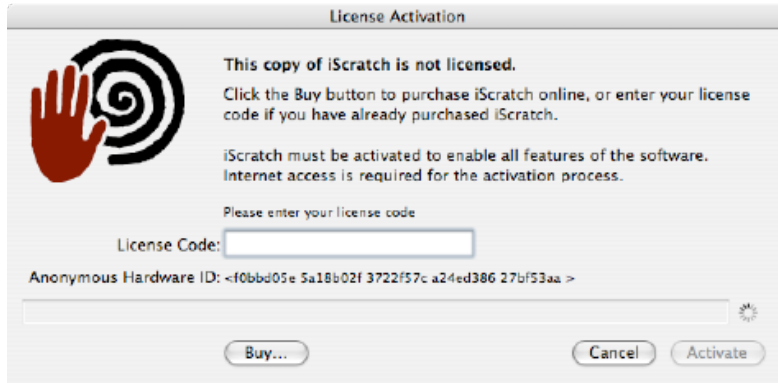 License Activation
This copy of iScratch is not licensed.
Click the Buy button to purchase iScratch online, or enter your license
code if you have already purchased iScratch.
iScratch must be activated to enable all features of the software.
Internet access is required for the activation process.
Please enter your license code
License Code:
Anonymous Hardware ID: <f0bbd05e 5a18b02f 3722f57c a24ed386 27bf53aa >
Buy... Cancel Activate